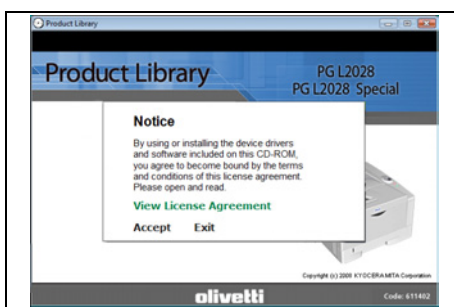 Product Library
Product Library
PG L2028
PG L2028 Special
Notice
By using or installing the device drivers
and software included on this CD-ROM,
you agree to become bound by the terms
and conditions of this license agreement.
Please open and read.
View License Agreement
Accept Exit
Copyright (c) 2008 KYOCERA MITA Corporation
olivetti
Code: 611402